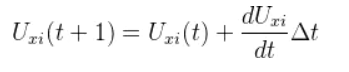 $U_{xi}(t+1) = U_{xi}(t) + \frac{dU_{xi}}{dt}\Delta t$